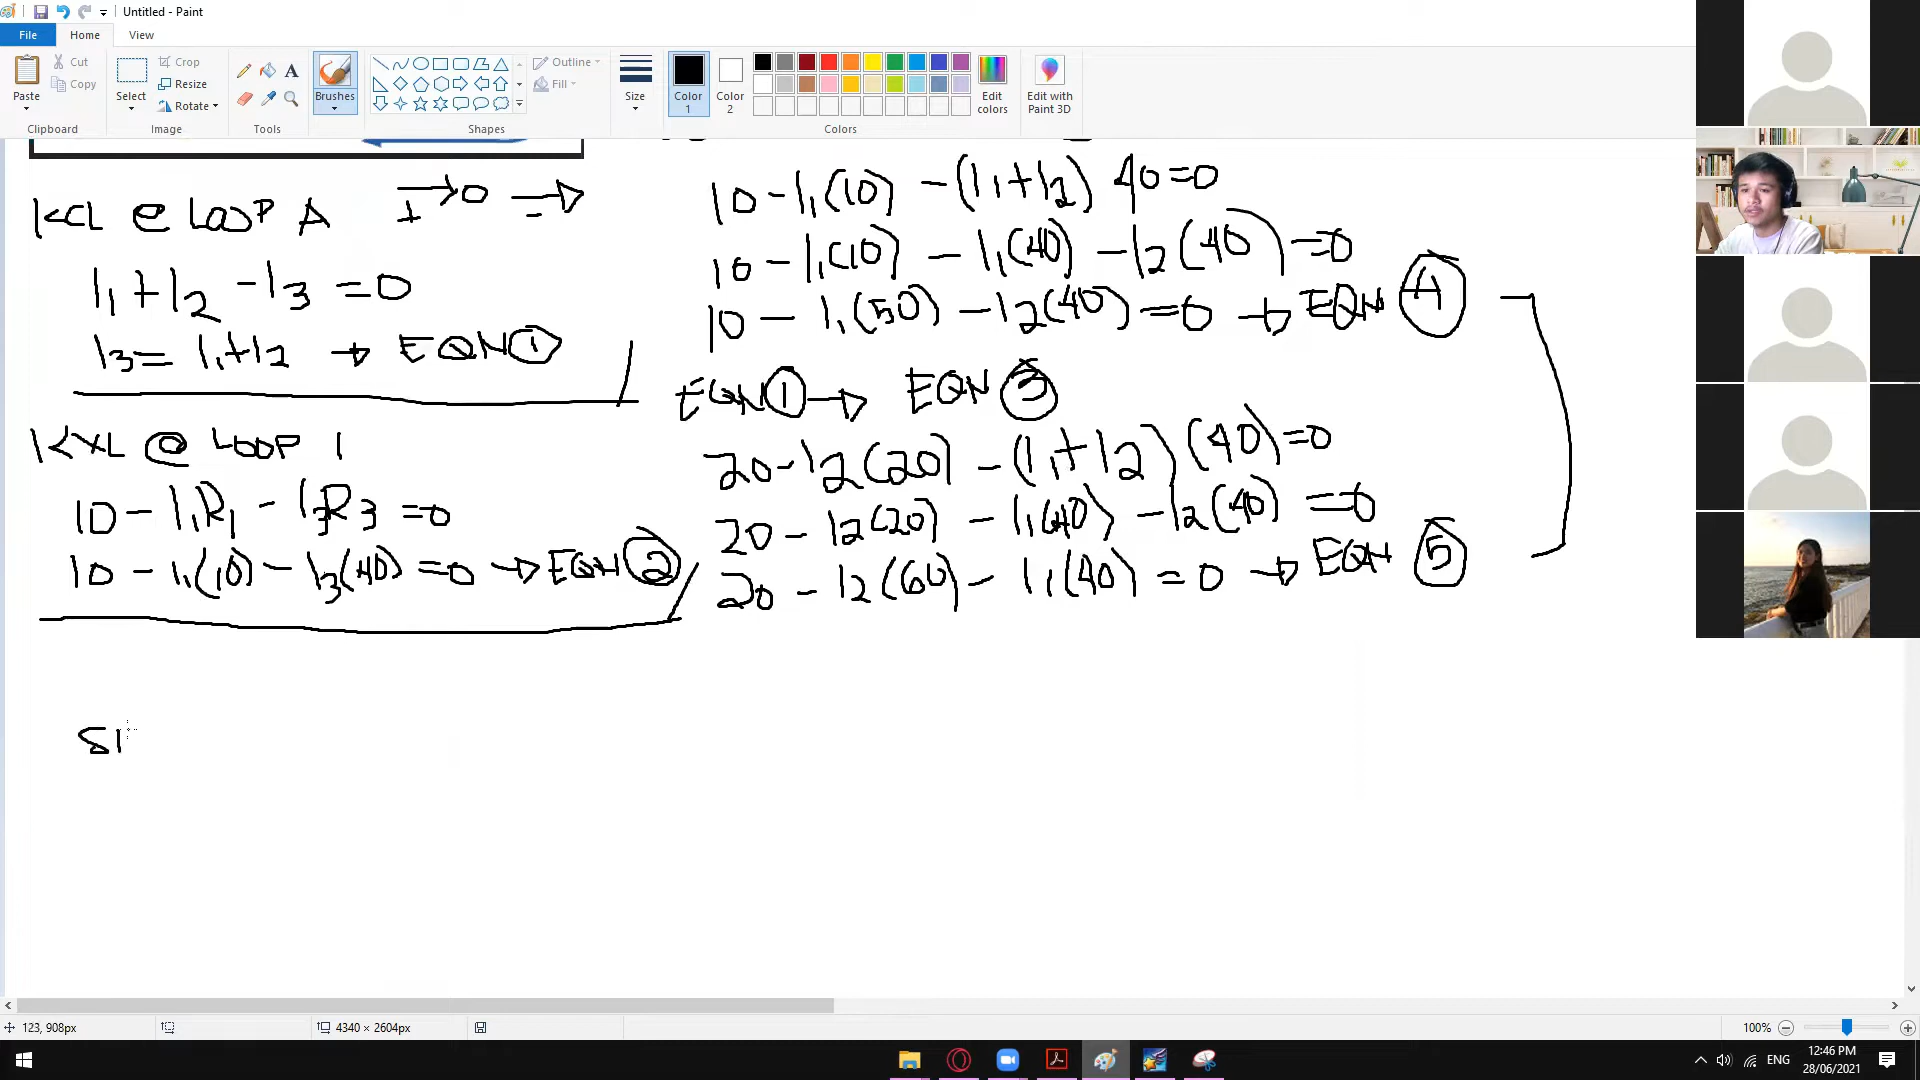 Untitled - Paint
File Home View
Paste
Cut
Copy
Clipboard
Select
Crop
Resize
Rotate
Image
Tools
Brushes
Shapes
Outline
Fill
Size
Color 1
Color 2
Edit colors
Colors
Edit with Paint 3D
KCL @ LOOP A
I1 + I2 - I3 = 0
I3 = I1 + I2 → EQN 1
KVL @ LOOP 1
10 - I1R1 - I3R3 = 0
10 - I1(10) - I3(40) = 0 → EQN 2
SI
10 - I1(10) - (I1 + I2) 40 = 0
10 - I1(10) - I1(40) - I2(40) = 0
10 - I1(50) - I2(40) = 0 → EQN 4
EQN 1 → EQN 3
20 - I2(20) - (I1 + I2)(40) = 0
20 - I2(20) - I1(40) - I2(40) = 0
20 - I2(60) - I1(40) = 0 → EQN 5
123, 908px
4340 × 2604px
100%
ENG
12:46 PM
28/06/2021